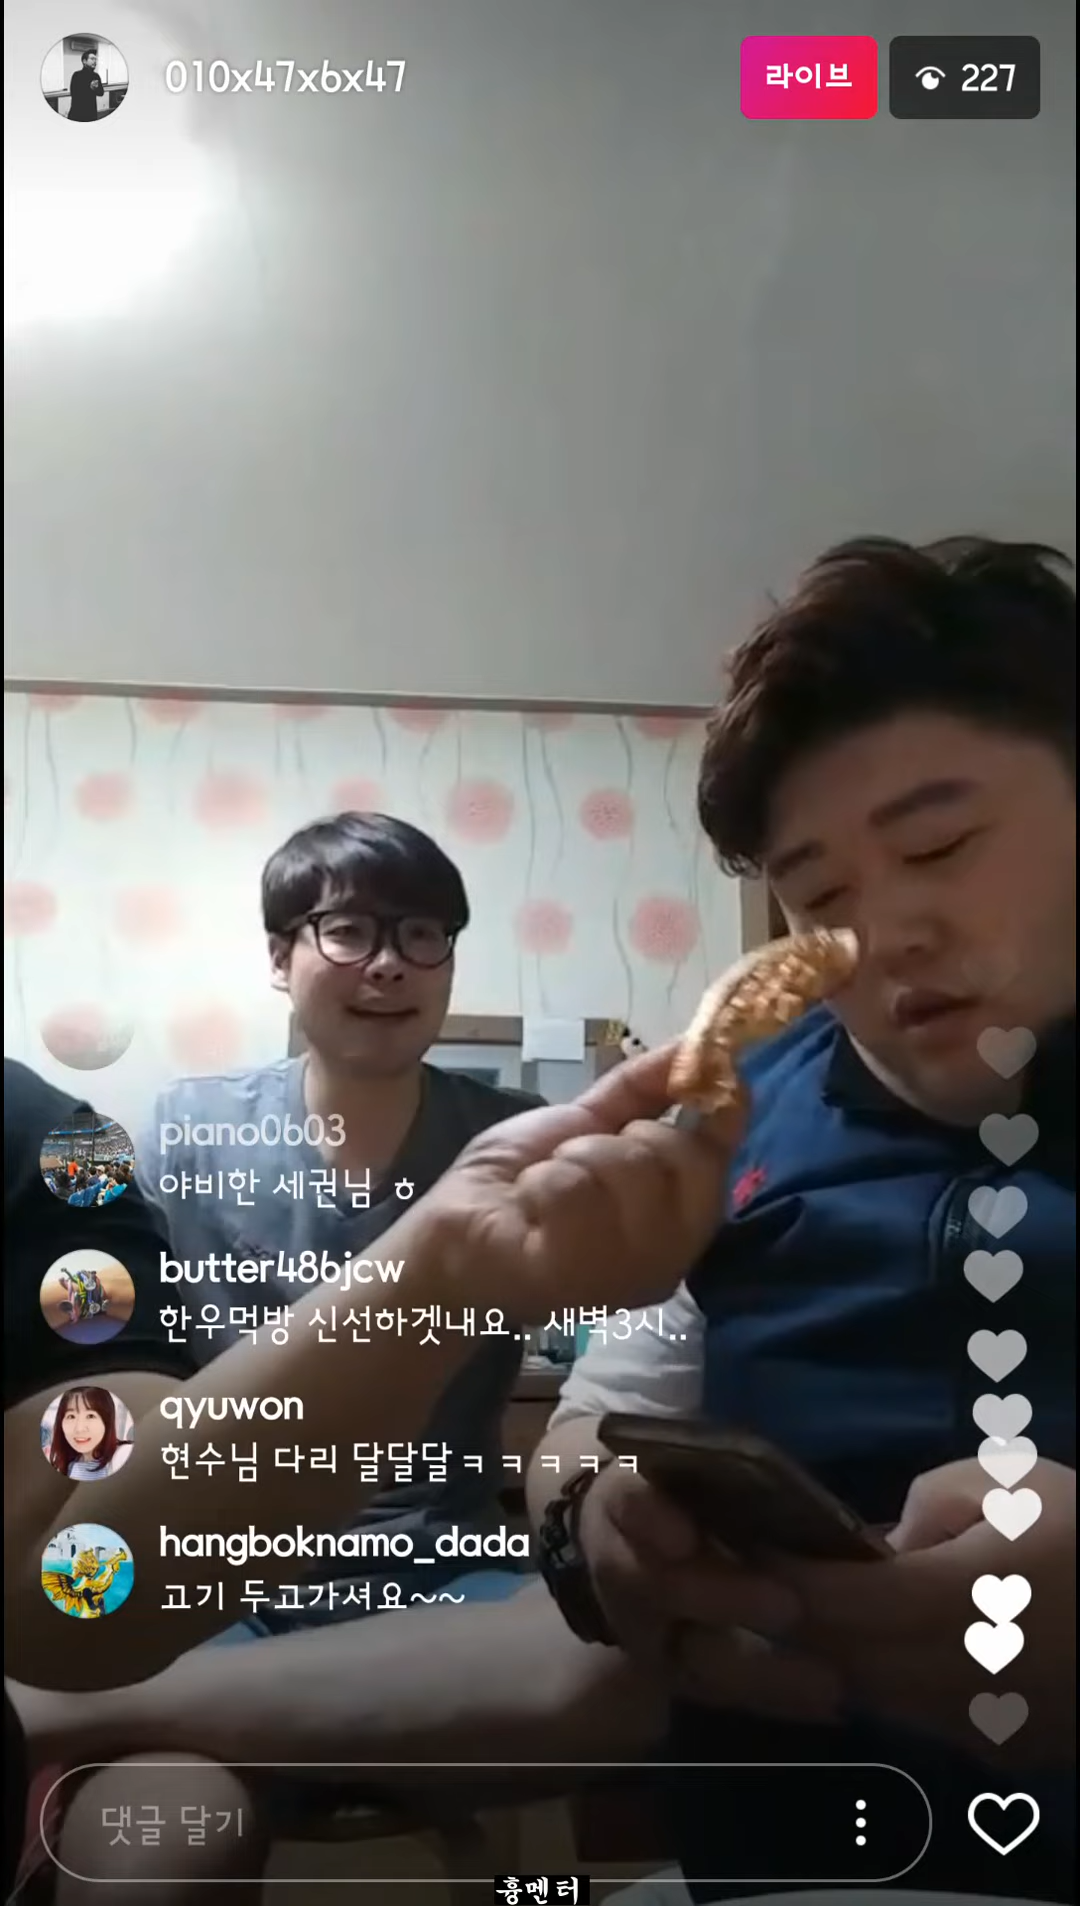 010x47x6x47
라이브
227
piano0603
야비한 세권님 ㅎ
butter486jcw
한우먹방 신선하겟내요.. 새벽3시..
qyuwon
현수님 다리 달달달ㅋㅋㅋㅋㅋ
hangboknamo_dada
고기 두고가셔요~~
댓글 달기
흥멘터